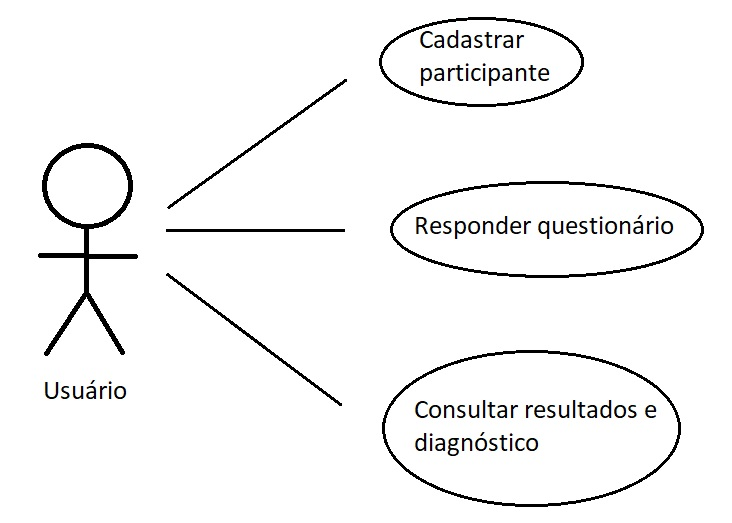 Cadastrar
participante
Responder questionário
Usuário
Consultar resultados e
diagnóstico